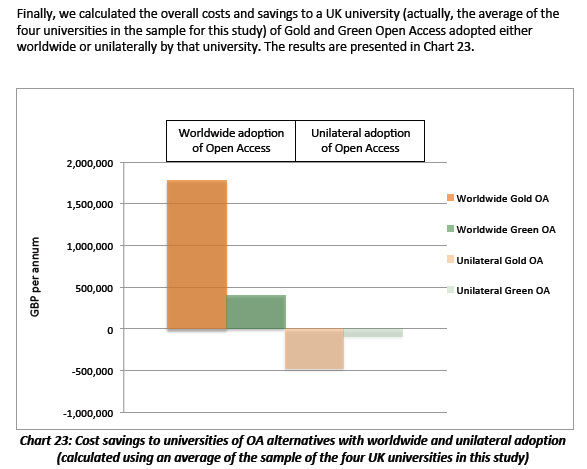 Finally, we calculated the overall costs and savings to a UK university (actually, the average of the
four universities in the sample for this study) of Gold and Green Open Access adopted either
worldwide or unilaterally by that university. The results are presented in Chart 23.
Worldwide adoption
of Open Access
Unilateral adoption
of Open Access
2,000,000
1,500,000
1,000,000
500,000
0
-500,000
-1,000,000
GBP per annum
Worldwide Gold OA
Worldwide Green OA
Unilateral Gold OA
Unilateral Green OA
Chart 23: Cost savings to universities of OA alternatives with worldwide and unilateral adoption
(calculated using an average of the sample of the four UK universities in this study)